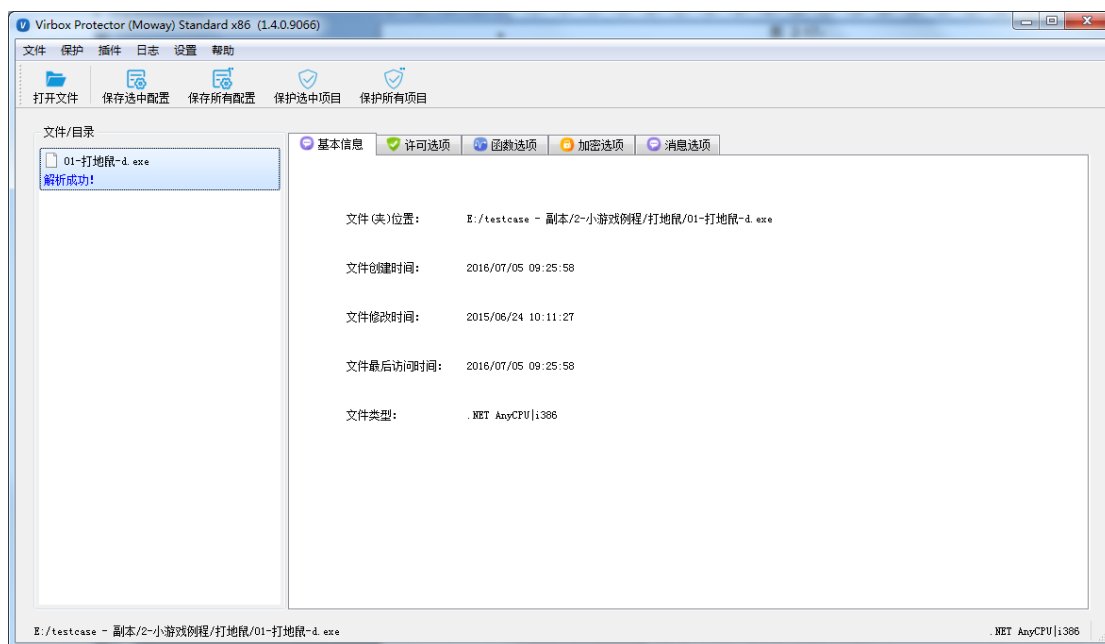 Virbox Protector (Moway) Standard x86  (1.4.0.9066)
文件 保护 插件 日志 设置 帮助
打开文件 保存选中配置 保存所有配置 保护选中项目 保护所有项目
文件/目录
01-打地鼠-d.exe
解析成功!
基本信息 许可选项 函数选项 加密选项 消息选项
文件(夹)位置: E:/testcase - 副本/2-小游戏例程/打地鼠/01-打地鼠-d.exe
文件创建时间: 2016/07/05 09:25:58
文件修改时间: 2015/06/24 10:11:27
文件最后访问时间: 2016/07/05 09:25:58
文件类型: .NET AnyCPU|i386
E:/testcase - 副本/2-小游戏例程/打地鼠/01-打地鼠-d.exe .NET AnyCPU|i386